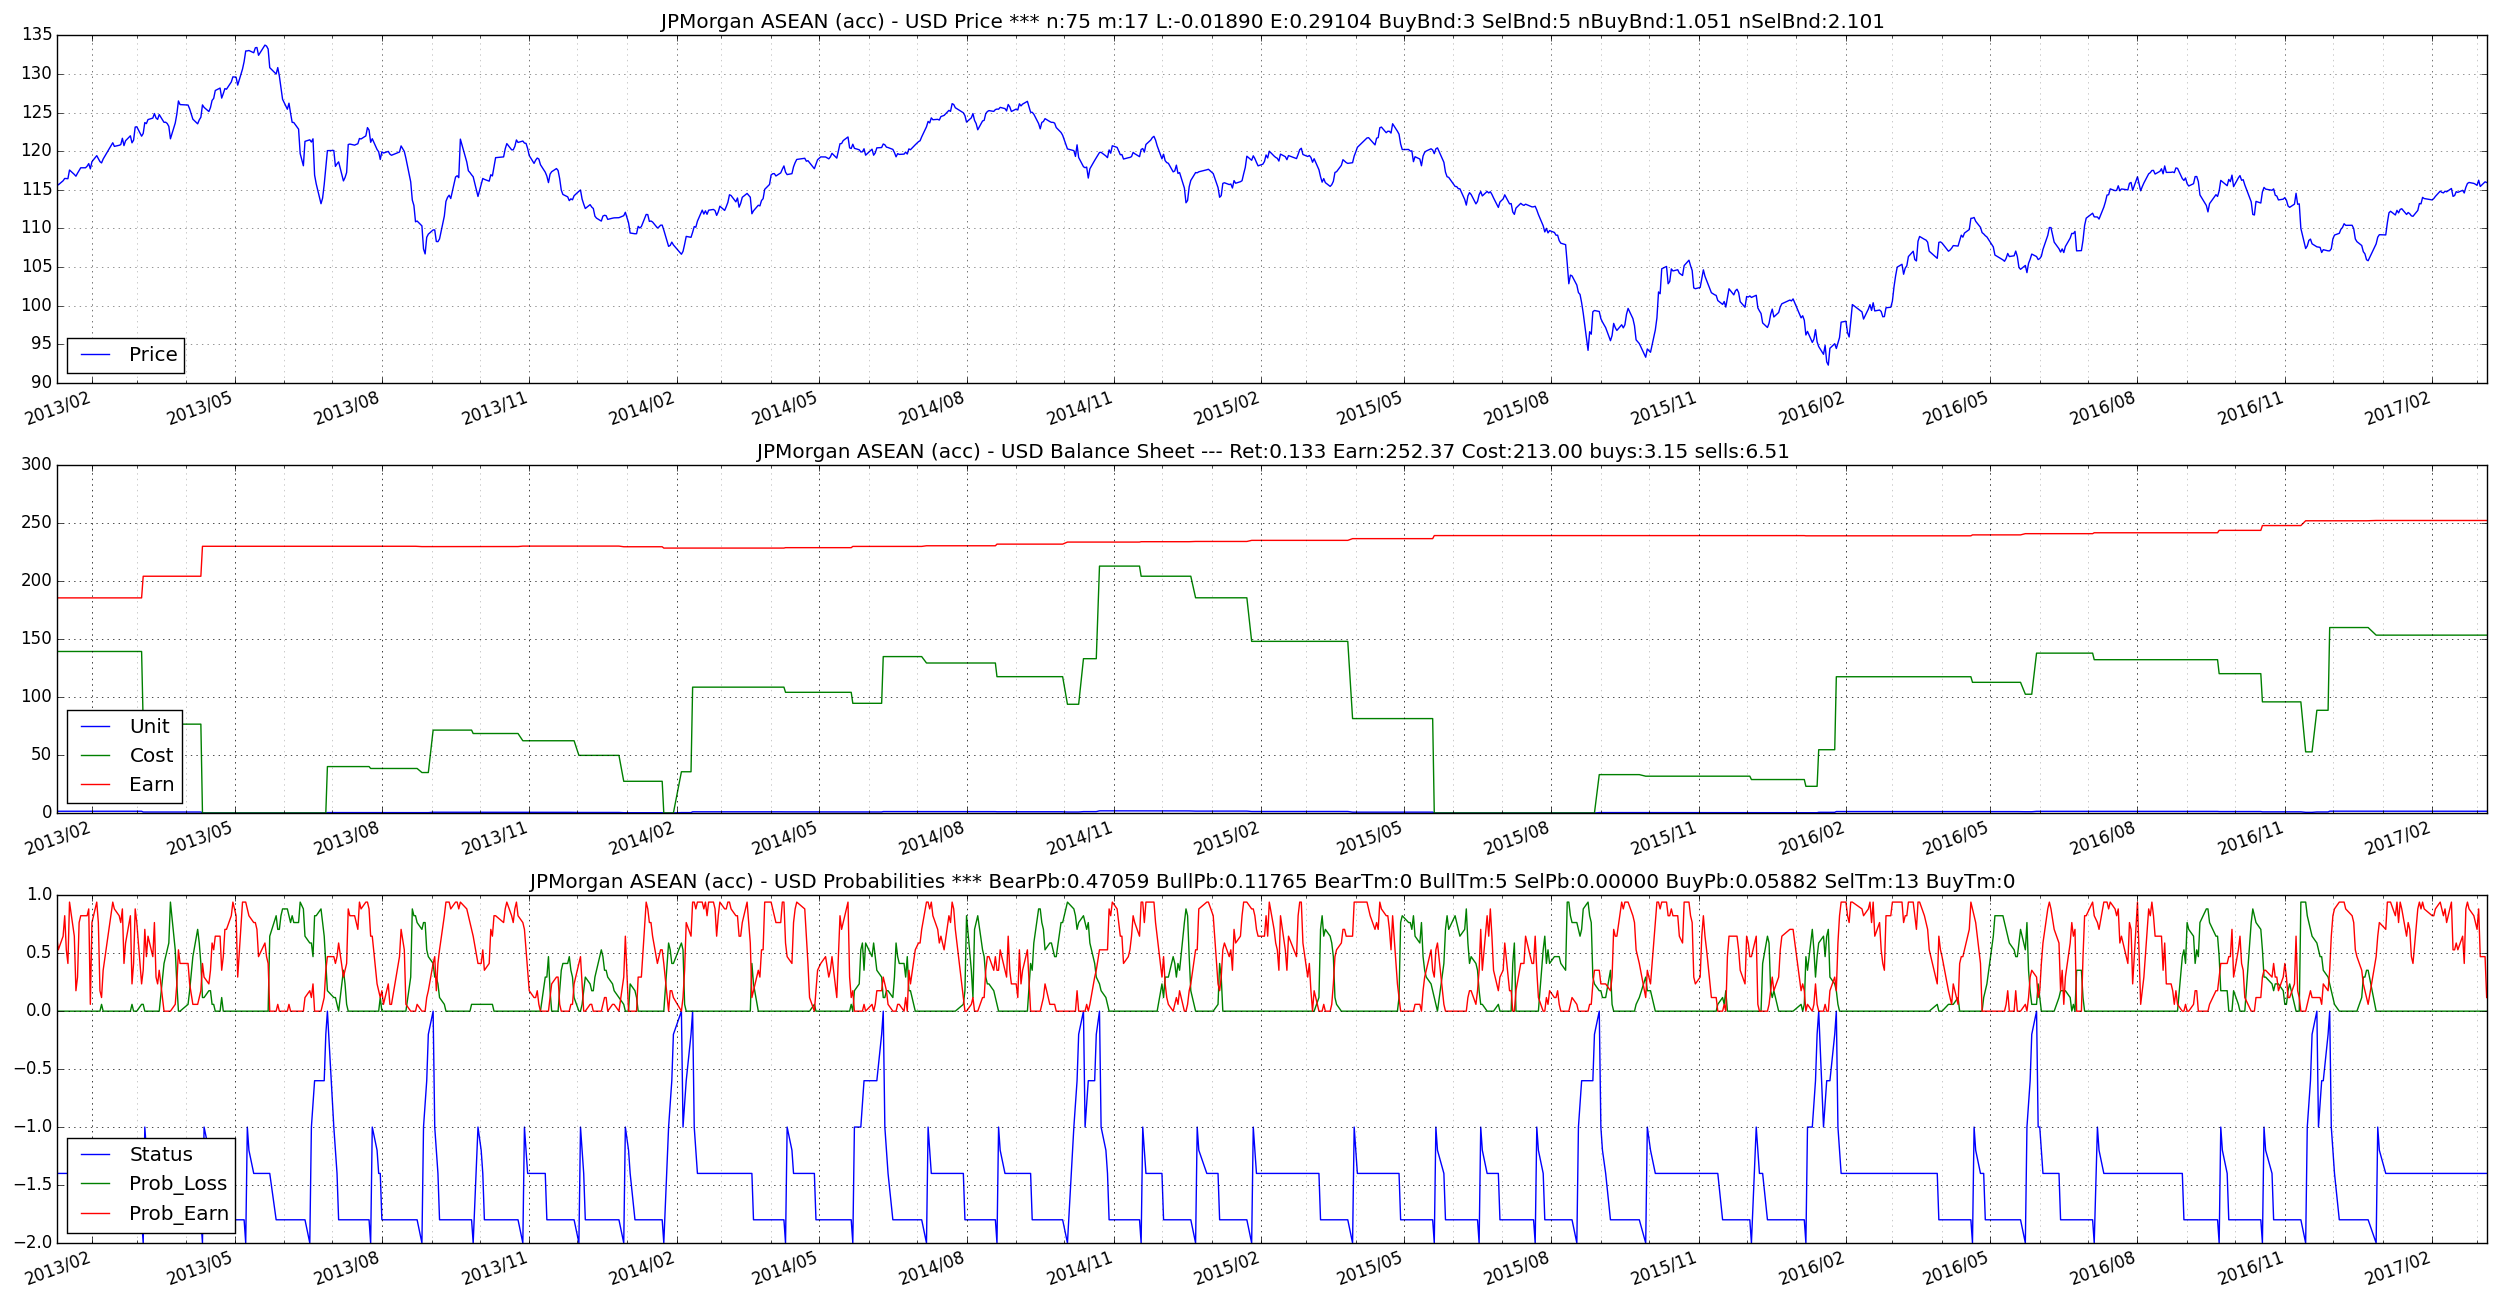 JPMorgan ASEAN (acc) - USD Price *** n:75 m:17 L:-0.01890 E:0.29104 BuyBnd:3 SelBnd:5 nBuyBnd:1.051 nSelBnd:2.101
135
130
125
120
115
110
105
100
95
90
Price
2013/02 2013/05 2013/08 2013/11 2014/02 2014/05 2014/08 2014/11 2015/02 2015/05 2015/08 2015/11 2016/02 2016/05 2016/08 2016/11 2017/02
JPMorgan ASEAN (acc) - USD Balance Sheet --- Ret:0.133 Earn:252.37 Cost:213.00 buys:3.15 sells:6.51
300
250
200
150
100
50
0
Unit
Cost
Earn
2013/02 2013/05 2013/08 2013/11 2014/02 2014/05 2014/08 2014/11 2015/02 2015/05 2015/08 2015/11 2016/02 2016/05 2016/08 2016/11 2017/02
JPMorgan ASEAN (acc) - USD Probabilities *** BearPb:0.47059 BullPb:0.11765 BearTm:0 BullTm:5 SelPb:0.00000 BuyPb:0.05882 SelTm:13 BuyTm:0
1.0
0.5
0.0
−0.5
−1.0
−1.5
−2.0
Status
Prob_Loss
Prob_Earn
2013/02 2013/05 2013/08 2013/11 2014/02 2014/05 2014/08 2014/11 2015/02 2015/05 2015/08 2015/11 2016/02 2016/05 2016/08 2016/11 2017/02